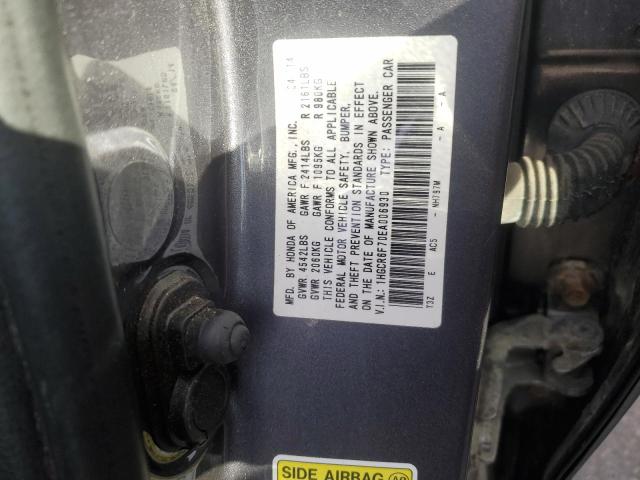 MFD. BY HONDA OF AMERICA MFG., INC. 04/14
GVWR 4542LBS GAWR F 2414LBS R 2161LBS
GVWR 2060KG GAWR F 1095KG R 980KG
THIS VEHICLE CONFORMS TO ALL APPLICABLE
FEDERAL MOTOR VEHICLE SAFETY, BUMPER,
AND THEFT PREVENTION STANDARDS IN EFFECT
ON THE DATE OF MANUFACTURE SHOWN ABOVE.
V.I.N.: 1HGCR6F70EA006930 TYPE: PASSENGER CAR
Y3Z E AC5 - NH797M - A - A
SIDE AIRBAG